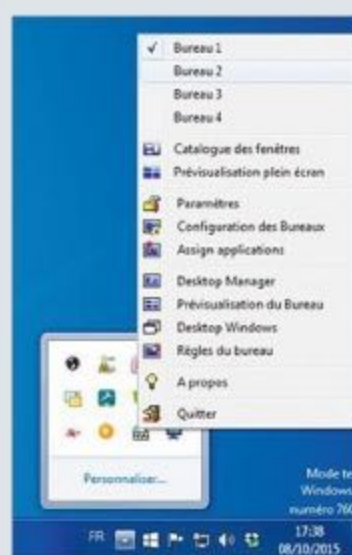 Bureau 1
Bureau 2
Bureau 3
Bureau 4
Catalogue des fenêtres
Prévisualisation plein écran
Paramètres
Configuration des Bureaux
Assign applications
Desktop Manager
Prévisualisation du Bureau
Desktop Windows
Règles du bureau
A propos
Quitter
Personnaliser...
Mode te
Windows
numéro 760
FR
17:38
08/10/2015